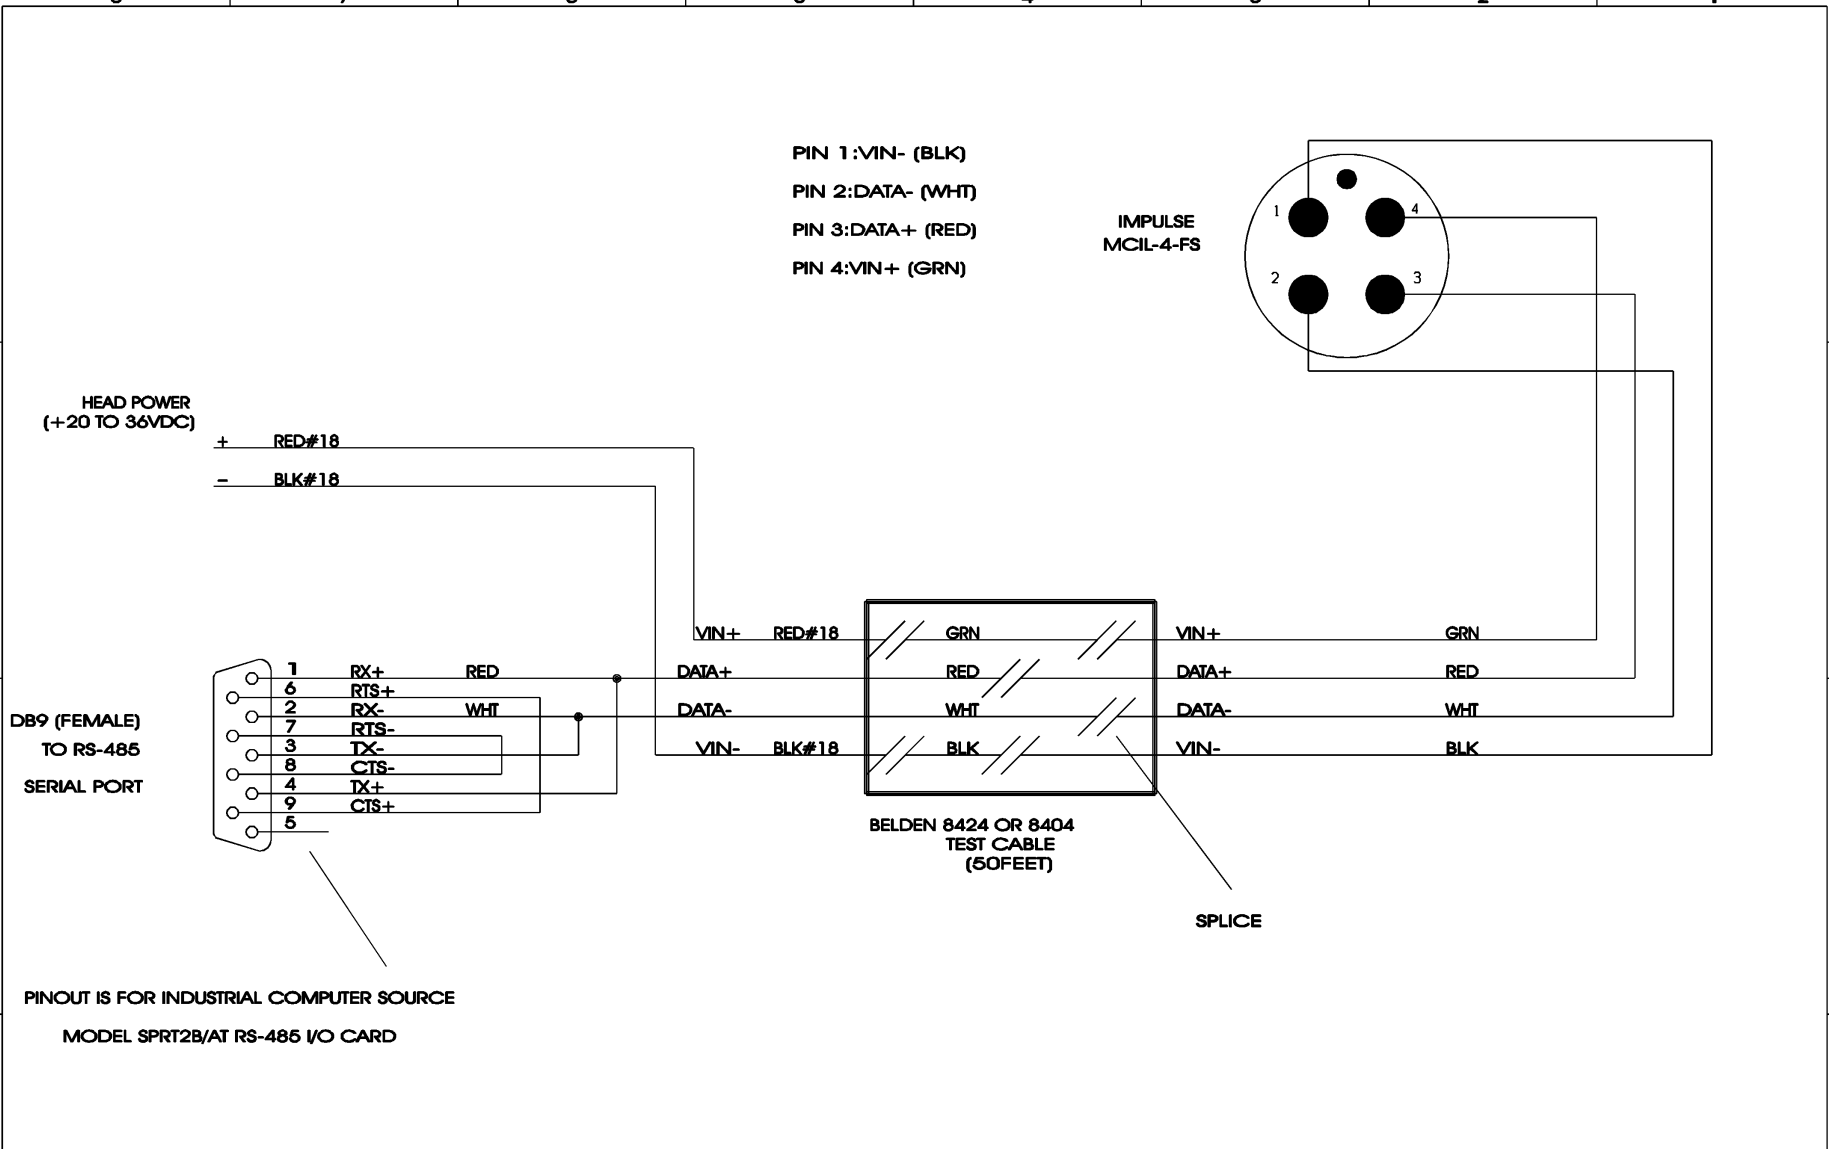 PIN 1:VIN- (BLK)
PIN 2:DATA- (WHT)
PIN 3:DATA+ (RED)
PIN 4:VIN+ (GRN)
IMPULSE
MCIL-4-FS
1
4
2
3
HEAD POWER
(+20 TO 36VDC)
+ RED#18
- BLK#18
VIN+ RED#18 GRN VIN+ GRN
1 RX+ RED DATA+ RED DATA+ RED
6 RTS+
2 RX- WHT DATA- WHT DATA- WHT
7 RTS-
3 TX- VIN- BLK#18 BLK VIN- BLK
8 CTS-
4 TX+
9 CTS+
5
DB9 (FEMALE)
TO RS-485
SERIAL PORT
BELDEN 8424 OR 8404
TEST CABLE
(50FEET)
SPLICE
PINOUT IS FOR INDUSTRIAL COMPUTER SOURCE
MODEL SPRT2B/AT RS-485 I/O CARD